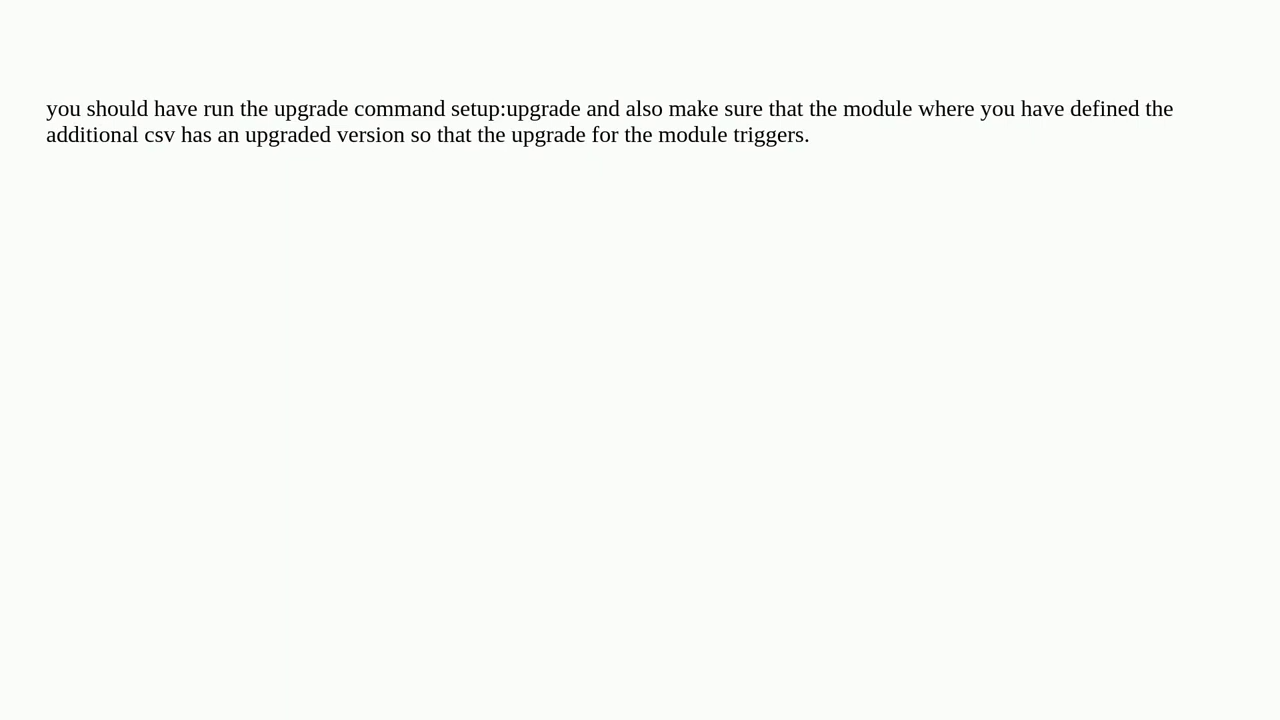 you should have run the upgrade command setup:upgrade and also make sure that the module where you have defined the
additional csv has an upgraded version so that the upgrade for the module triggers.